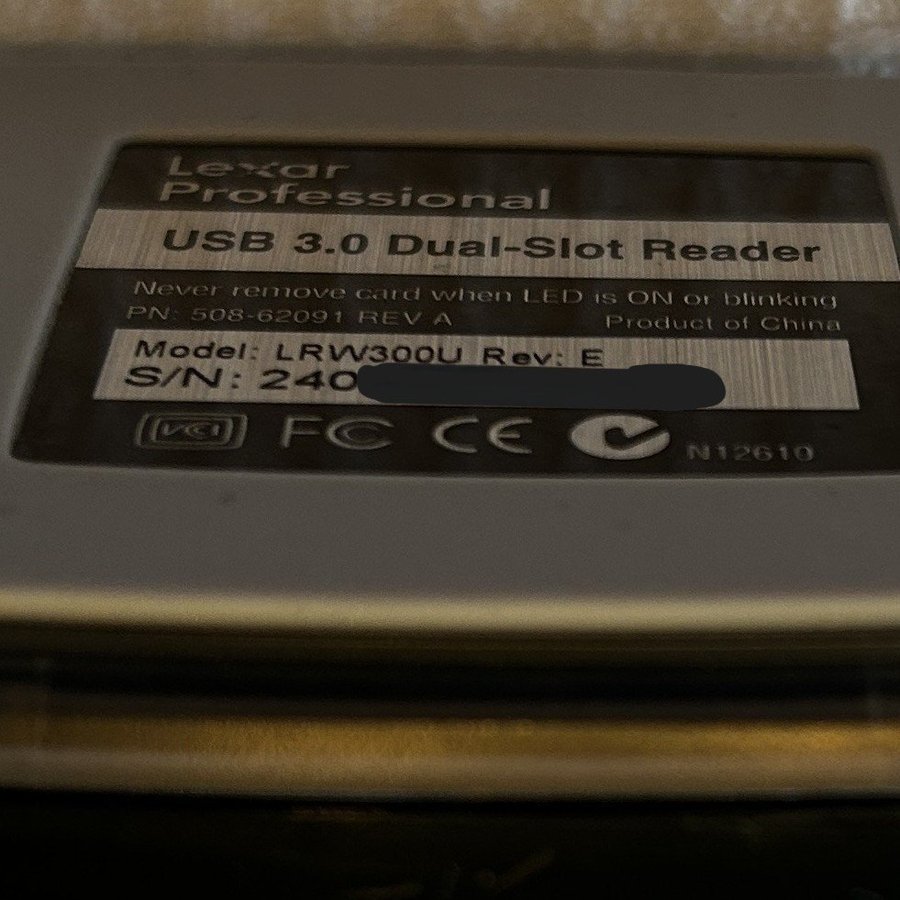 Lexar
Professional
USB 3.0 Dual-Slot Reader
Never remove card when LED is ON or blinking
PN: 508-62091 REV A Product of China
Model: LRW300U Rev: E
S/N: 240
VCI FC CE N12610